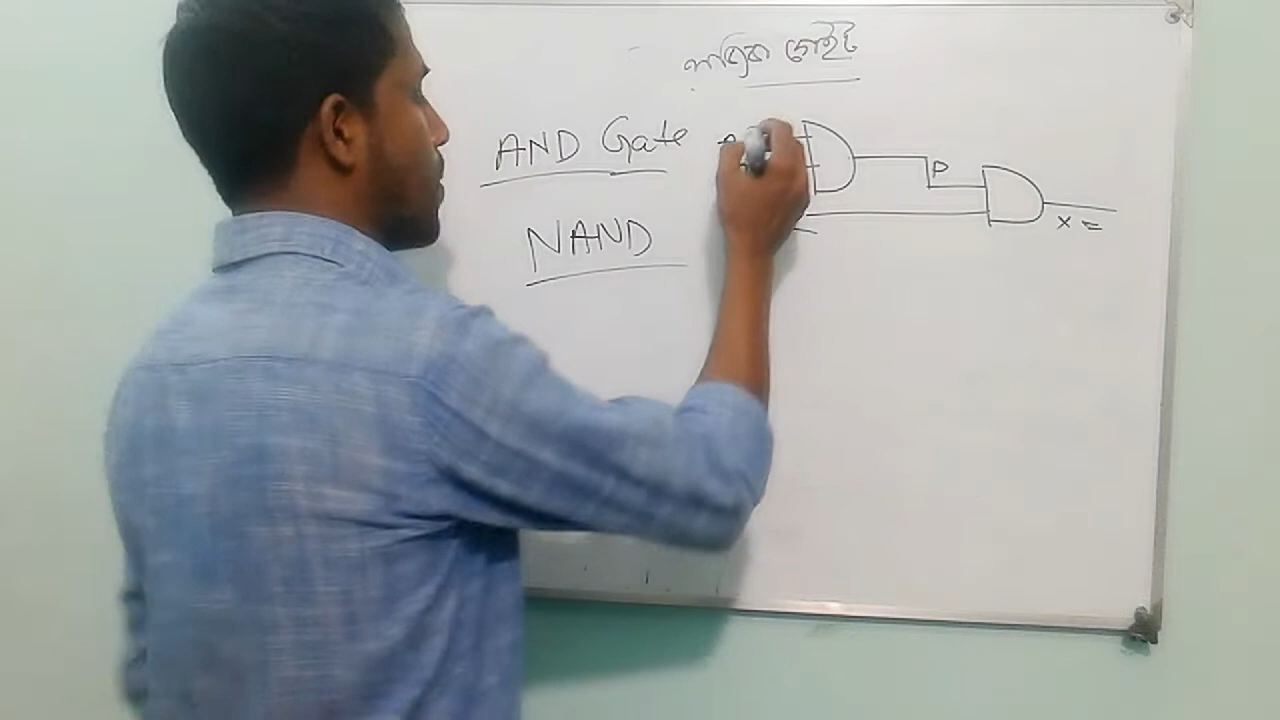 গেইট
AND Gate
P
X =
NAND